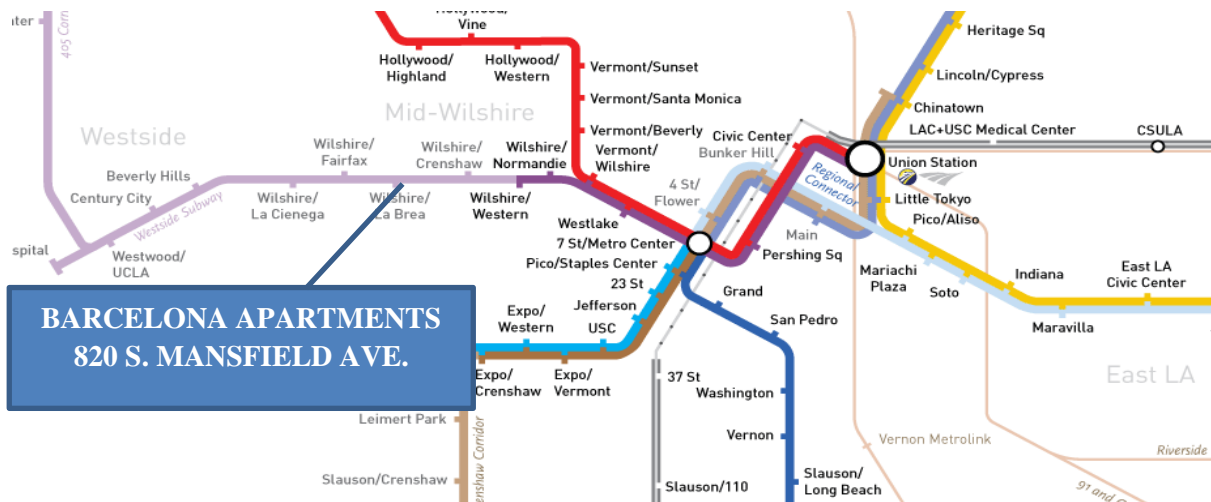 Hollywood/
Vine
Heritage Sq
405 Corri
Hollywood/
Highland
Hollywood/
Western
Vermont/Sunset
Lincoln/Cypress
Vermont/Santa Monica
Chinatown
Mid-Wilshire
Westside
Vermont/Beverly
Civic Center
Bunker Hill
LAC+USC Medical Center
CSULA
Wilshire/
Fairfax
Wilshire/
Crenshaw
Wilshire/
Normandie
Vermont/
Wilshire
Union Station
Beverly Hills
Century City
Westside Subway
Wilshire/
La Cienega
Wilshire/
La Brea
Wilshire/
Western
4 St/
Flower
Regional
Connector
Little Tokyo
Pico/Aliso
Westlake
Main
spital
Westwood/
UCLA
7 St/Metro Center
Pershing Sq
Pico/Staples Center
Mariachi
Plaza
Soto
Indiana
East LA
Civic Center
23 St
Grand
BARCELONA APARTMENTS
820 S. MANSFIELD AVE.
Expo/
Western
Jefferson
USC
San Pedro
Maravilla
Expo/
Crenshaw
Expo/
Vermont
37 St
Washington
East LA
Leimert Park
enshaw Corridor
Vernon
Vernon Metrolink
Riverside
Slauson/Crenshaw
Slauson/110
Slauson/
Long Beach
91 and